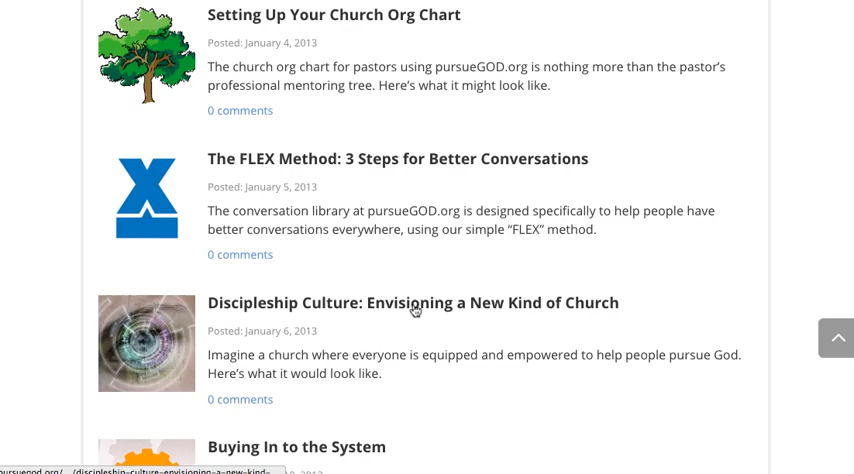 Setting Up Your Church Org Chart
Posted: January 4, 2013
The church org chart for pastors using pursueGOD.org is nothing more than the pastor’s
professional mentoring tree. Here’s what it might look like.
0 comments
The FLEX Method: 3 Steps for Better Conversations
Posted: January 5, 2013
The conversation library at pursueGOD.org is designed specifically to help people have
better conversations everywhere, using our simple “FLEX” method.
0 comments
Discipleship Culture: Envisioning a New Kind of Church
Posted: January 6, 2013
Imagine a church where everyone is equipped and empowered to help people pursue God.
Here’s what it would look like.
0 comments
Buying In to the System
2013